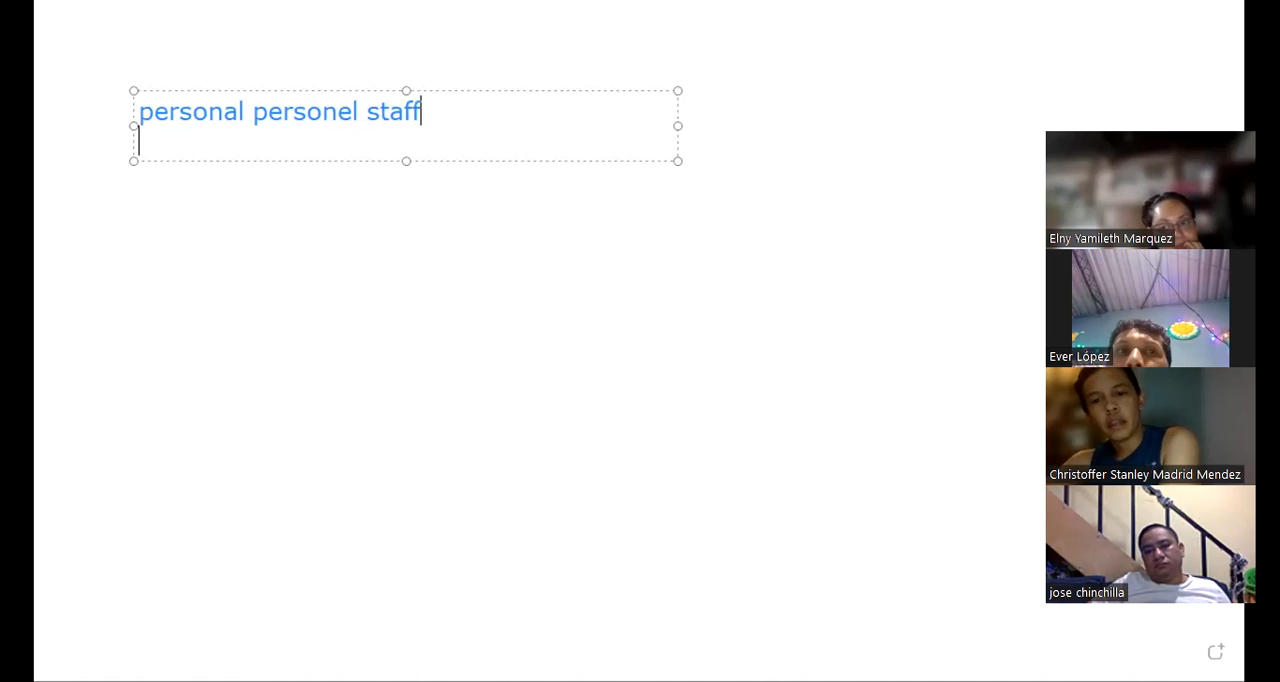 personal personel staff
Elny Yamileth Marquez
Ever López
Christoffer Stanley Madrid Mendez
jose chinchilla